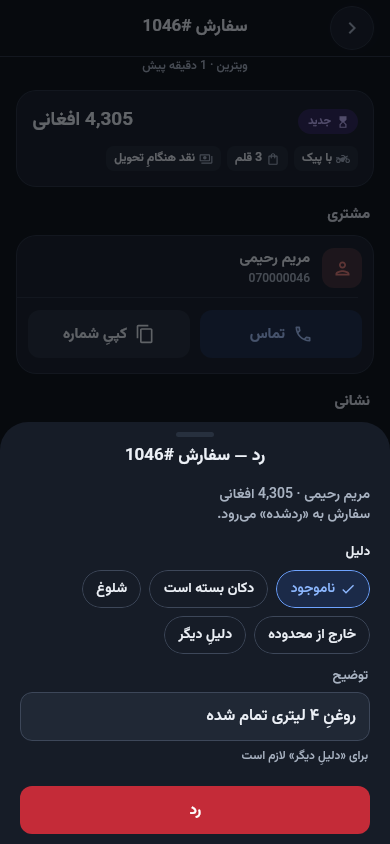 سفارش #1046
ویترین · 1 دقیقه پیش
جدید
4,305 افغانی
با پیک
3 قلم
نقد هنگام تحویل
مشتری
مریم رحیمی
070000046
تماس
کپیِ شماره
نشانی
رد — سفارش #1046
مریم رحیمی · 4,305 افغانی
سفارش به «ردشده» می‌رود.
دلیل
ناموجود
دکان بسته است
شلوغ
خارج از محدوده
دلیلِ دیگر
توضیح
روغنِ ۴ لیتری تمام شده
برای «دلیلِ دیگر» لازم است
رد